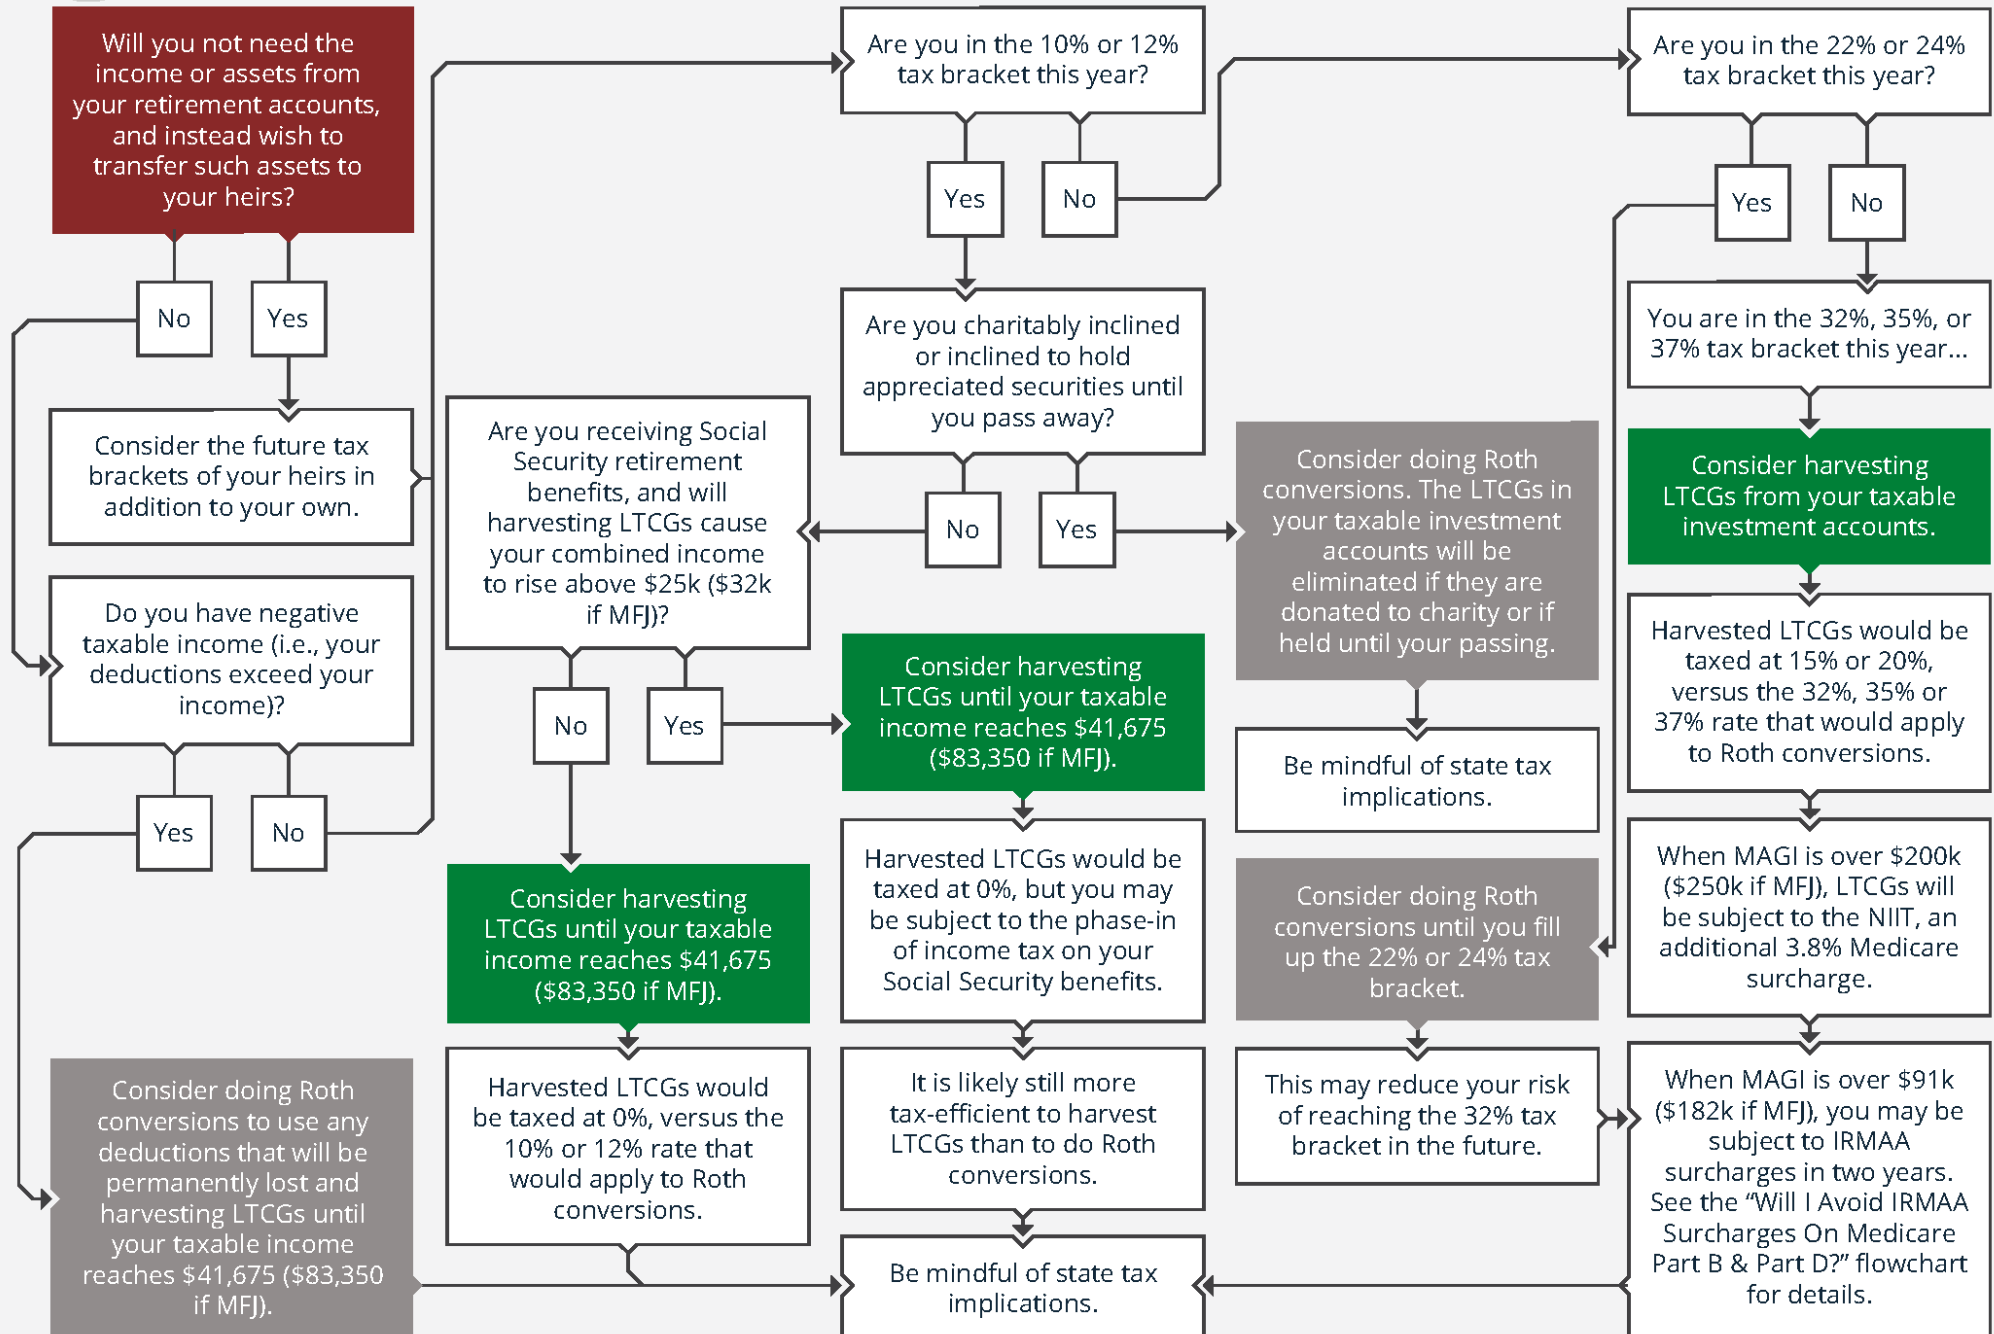 Will you not need the
income or assets from
your retirement accounts,
and instead wish to
transfer such assets to
your heirs?
No
Yes
Consider the future tax
brackets of your heirs in
addition to your own.
Do you have negative
taxable income (i.e., your
deductions exceed your
income)?
Yes
No
Consider doing Roth
conversions to use any
deductions that will be
permanently lost and
harvesting LTCGs until
your taxable income
reaches $41,675 ($83,350
if MFJ).
Are you in the 10% or 12%
tax bracket this year?
Yes
No
Are you charitably inclined
or inclined to hold
appreciated securities until
you pass away?
No
Yes
Are you receiving Social
Security retirement
benefits, and will
harvesting LTCGs cause
your combined income
to rise above $25k ($32k
if MFJ)?
No
Yes
Consider harvesting
LTCGs until your taxable
income reaches $41,675
($83,350 if MFJ).
Harvested LTCGs would
be taxed at 0%, versus the
10% or 12% rate that
would apply to Roth
conversions.
Consider harvesting
LTCGs until your taxable
income reaches $41,675
($83,350 if MFJ).
Harvested LTCGs would be
taxed at 0%, but you may
be subject to the phase-in
of income tax on your
Social Security benefits.
It is likely still more
tax-efficient to harvest
LTCGs than to do Roth
conversions.
Be mindful of state tax
implications.
Consider doing Roth
conversions. The LTCGs in
your taxable investment
accounts will be
eliminated if they are
donated to charity or if
held until your passing.
Be mindful of state tax
implications.
Are you in the 22% or 24%
tax bracket this year?
Yes
No
Consider doing Roth
conversions until you fill
up the 22% or 24% tax
bracket.
This may reduce your risk
of reaching the 32% tax
bracket in the future.
You are in the 32%, 35%, or
37% tax bracket this year...
Consider harvesting
LTCGs from your taxable
investment accounts.
Harvested LTCGs would be
taxed at 15% or 20%,
versus the 32%, 35% or
37% rate that would apply
to Roth conversions.
When MAGI is over $200k
($250k if MFJ), LTCGs will
be subject to the NIIT, an
additional 3.8% Medicare
surcharge.
When MAGI is over $91k
($182k if MFJ), you may be
subject to IRMAA
surcharges in two years.
See the “Will I Avoid IRMAA
Surcharges On Medicare
Part B & Part D?” flowchart
for details.